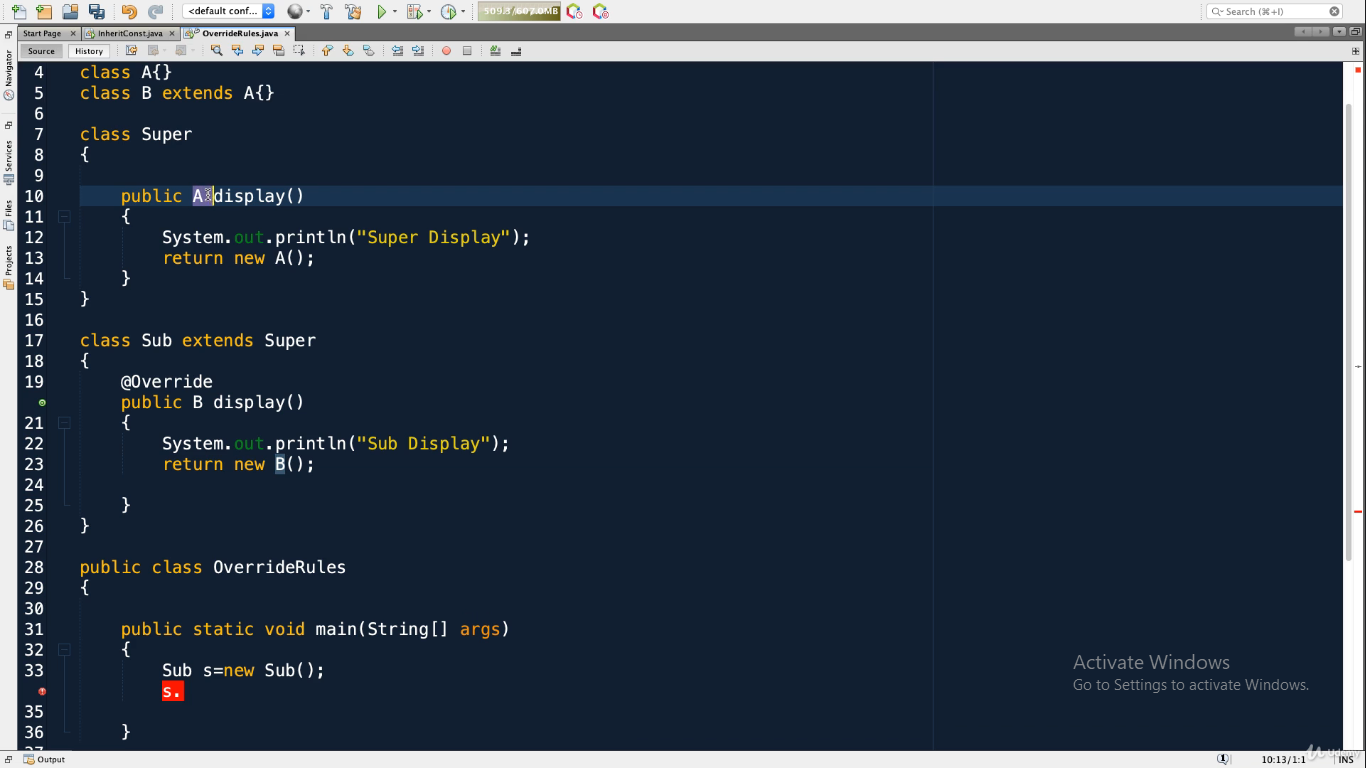 <default conf...
509.3/607.0MB
Search (⌘+I)
Start Page
InheritConst.java
OverrideRules.java
Source
History
Navigator
Services
Files
Projects
4 class A{}
5 class B extends A{}
6
7 class Super
8 {
9
10 public A display()
11 {
12 System.out.println("Super Display");
13 return new A();
14 }
15 }
16
17 class Sub extends Super
18 {
19 @Override
public B display()
21 {
22 System.out.println("Sub Display");
23 return new B();
24
25 }
26 }
27
28 public class OverrideRules
29 {
30
31 public static void main(String[] args)
32 {
33 Sub s=new Sub();
s.
35
36 }
Activate Windows
Go to Settings to activate Windows.
Output
1
10:13/1:1
INS